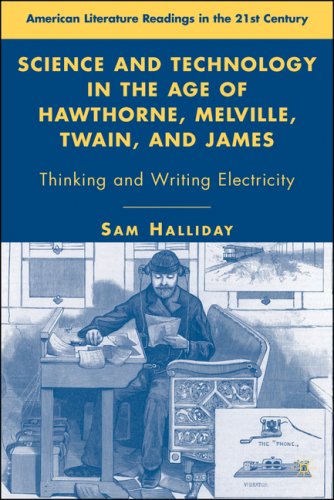 American Literature Readings in the 21st Century
SCIENCE AND TECHNOLOGY
IN THE AGE OF
HAWTHORNE, MELVILLE,
TWAIN, AND JAMES
Thinking and Writing Electricity
SAM HALLIDAY
THE "PHONE,"
VIBRATOR.